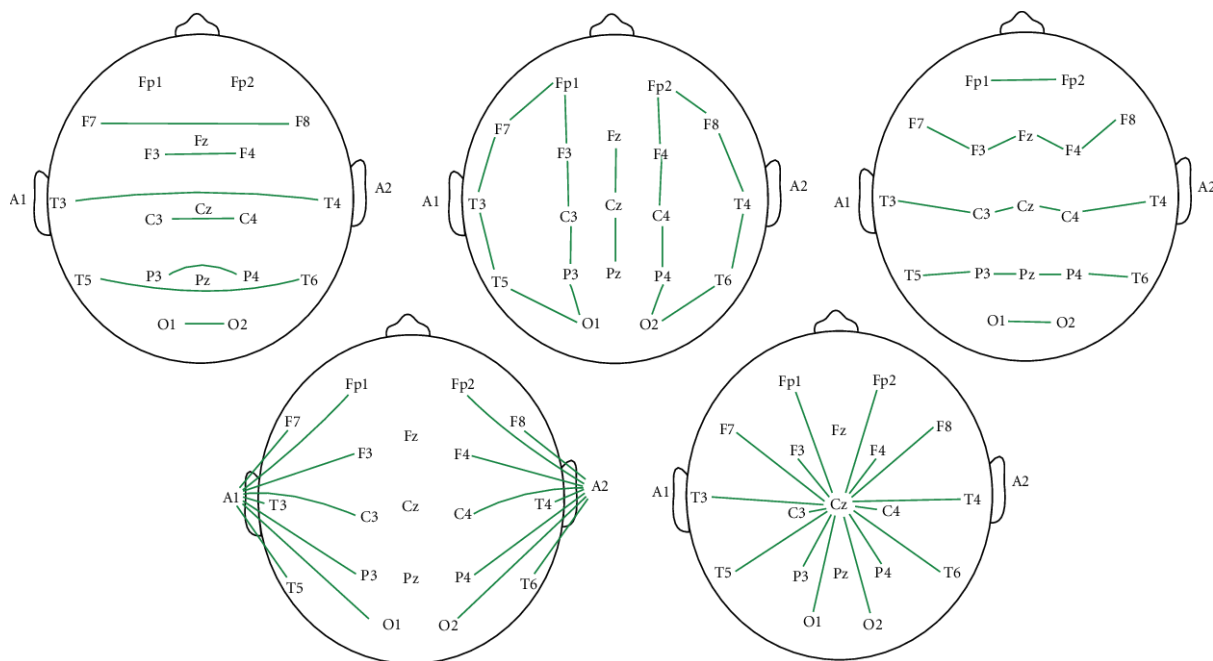 Fp1 Fp2
F7 F8
Fz
F3 F4
A1 A2
T3 T4
Cz
C3 C4
T5 P3 Pz P4 T6
O1 O2
Fp1 Fp2
F7 Fz F8
F3 F4
A1 A2
T3 Cz T4
C3 C4
T5 P3 Pz P4 T6
O1 O2
Fp1 Fp2
F7 Fz F8
F3 F4
A1 A2
T3 Cz T4
C3 C4
T5 P3 Pz P4 T6
O1 O2
Fp1 Fp2
F7 Fz F8
F3 F4
A1 A2
T3 Cz T4
C3 C4
P3 Pz P4
T5 T6
O1 O2
Fp1 Fp2
F7 Fz F8
F3 F4
A1 A2
T3 Cz T4
C3 C4
T5 P3 Pz P4 T6
O1 O2